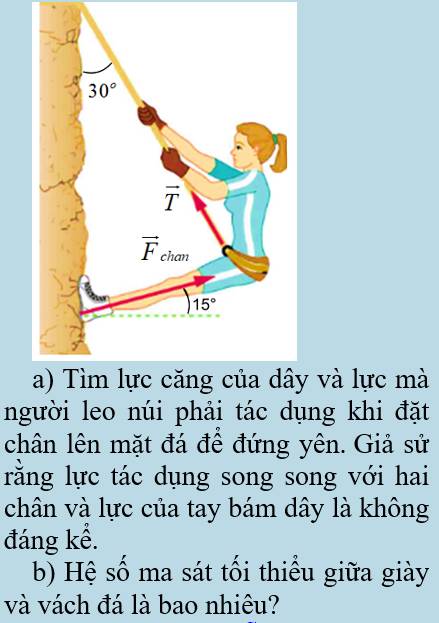 30°
T
F chan
15°
a) Tìm lực căng của dây và lực mà
người leo núi phải tác dụng khi đặt
chân lên mặt đá để đứng yên. Giả sử
rằng lực tác dụng song song với hai
chân và lực của tay bám dây là không
đáng kể.
b) Hệ số ma sát tối thiểu giữa giày
và vách đá là bao nhiêu?